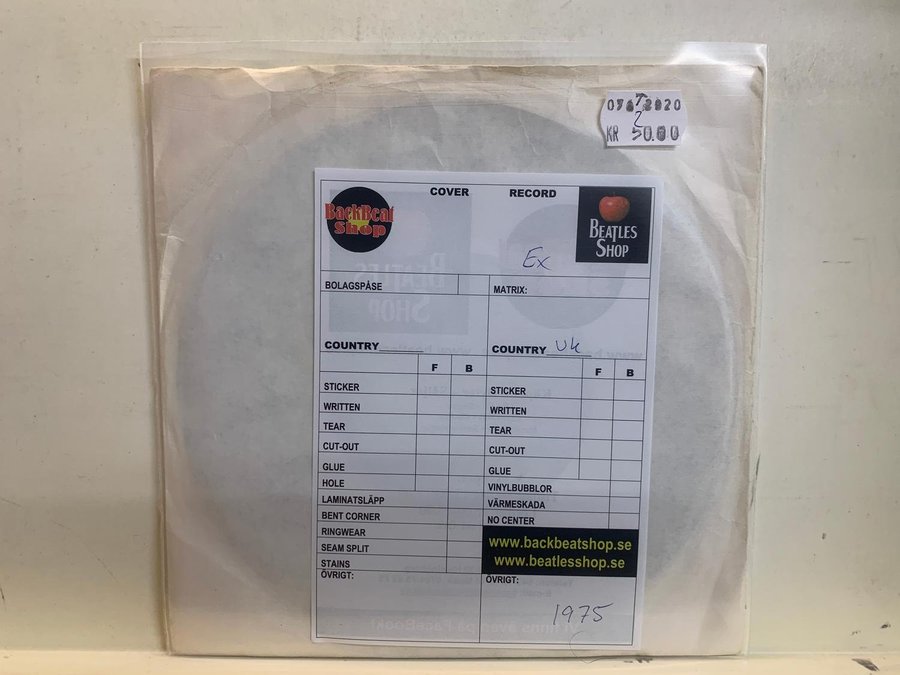 KR 50.00
COVER RECORD
BackBeat Shop
BEATLES SHOP
Ex
BOLAGSPÅSE
MATRIX:
BEATLES SHOP
COUNTRY
COUNTRY Uk
F B
F B
STICKER
STICKER
WRITTEN
WRITTEN
TEAR
TEAR
CUT-OUT
CUT-OUT
GLUE
GLUE
HOLE
VINYLBUBBLOR
LAMINATSLÄPP
VÄRMESKADA
BENT CORNER
NO CENTER
RINGWEAR
www.backbeatshop.se
SEAM SPLIT
www.beatlesshop.se
STAINS
ÖVRIGT:
ÖVRIGT:
1975